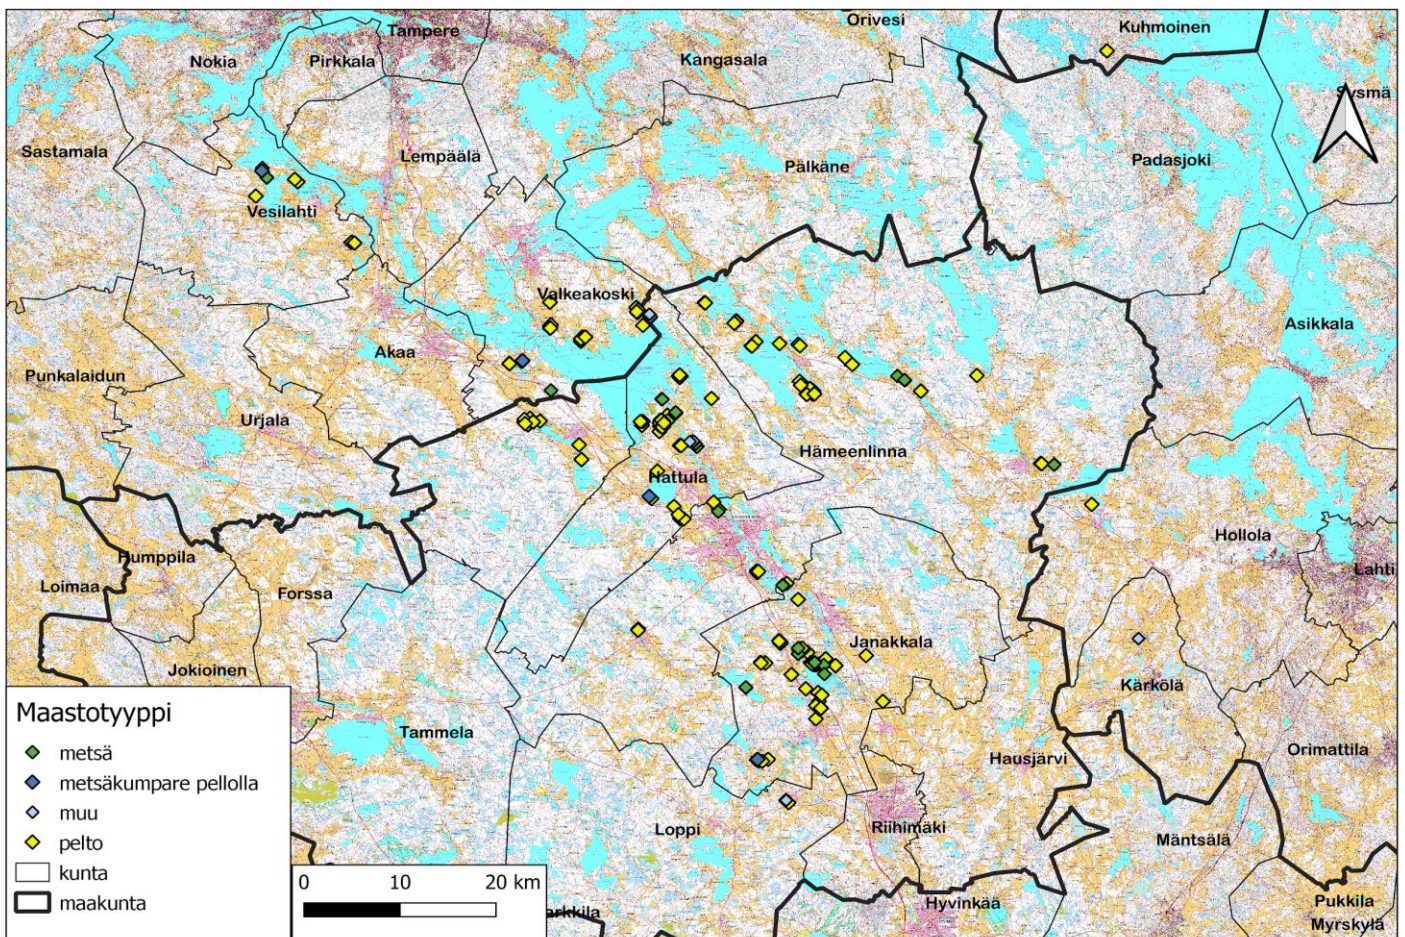 Orivesi
Kuhmoinen
Tampere
Nokia
Pirkkala
Kangasala
Sysmä
Sastamala
Lempäälä
Pälkäne
Padasjoki
Vesilahti
Valkeakoski
Asikkala
Akaa
Punkalaidun
Urjala
Hämeenlinna
Hattula
Hollola
Humppila
Lahti
Loimaa
Forssa
Janakkala
Jokioinen
Kärkölä
Maastotyyppi
metsä
metsäkumpare pellolla
muu
pelto
kunta
maakunta
Tammela
Orimattila
Hausjärvi
Loppi
Riihimäki
Mäntsälä
0 10 20 km
arkkila
Hyvinkää
Pukkila
Myrskylä